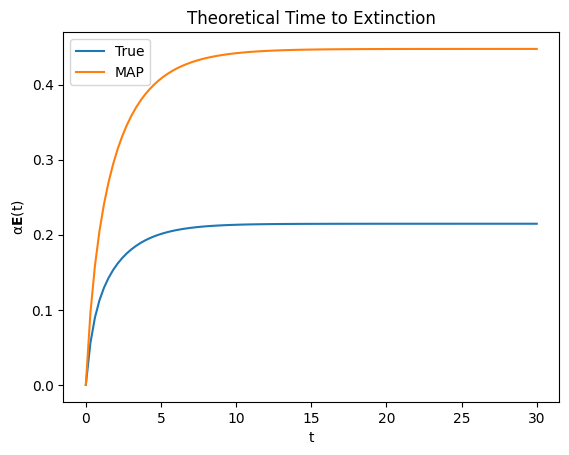 Theoretical Time to Extinction
True
MAP
α𝐄(t)
0.4
0.3
0.2
0.1
0.0
0 5 10 15 20 25 30
t